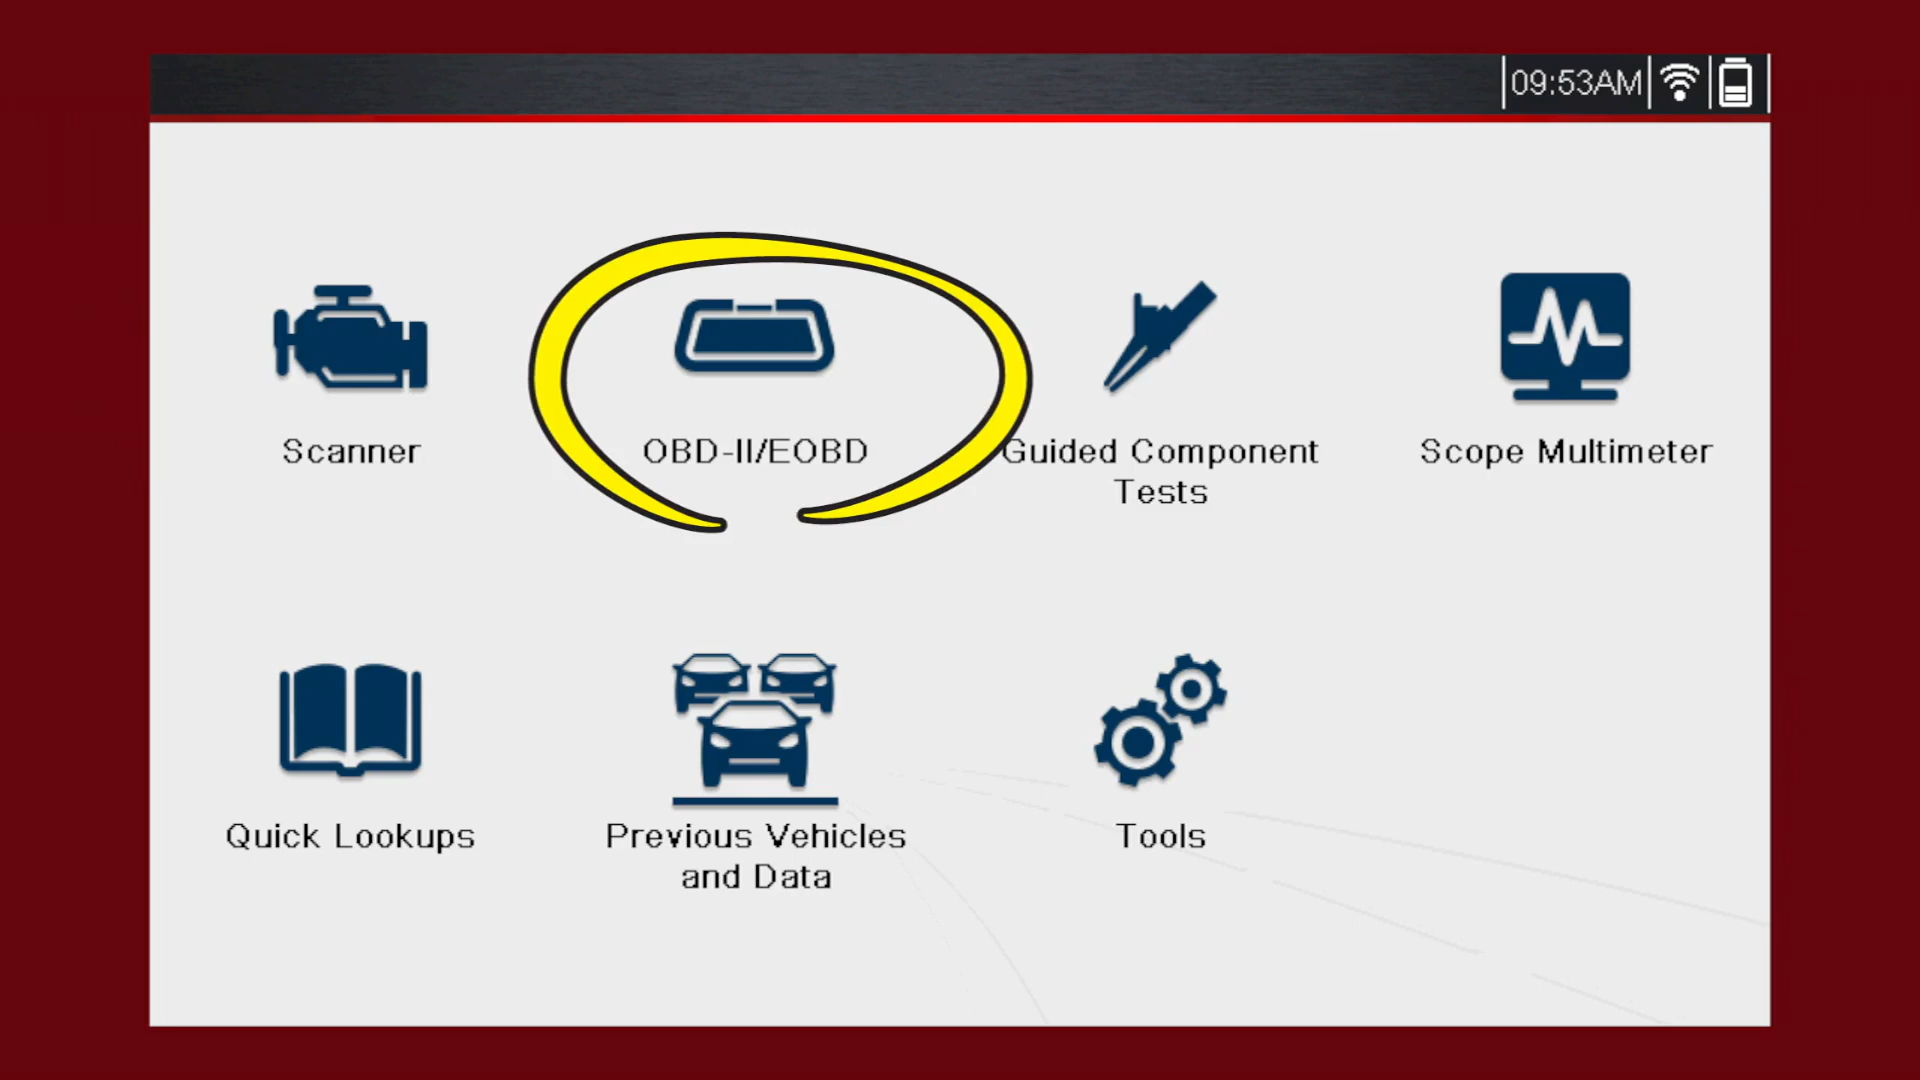 09:53AM
Scanner
OBD-II/EOBD
Guided Component
Tests
Scope Multimeter
Quick Lookups
Previous Vehicles
and Data
Tools